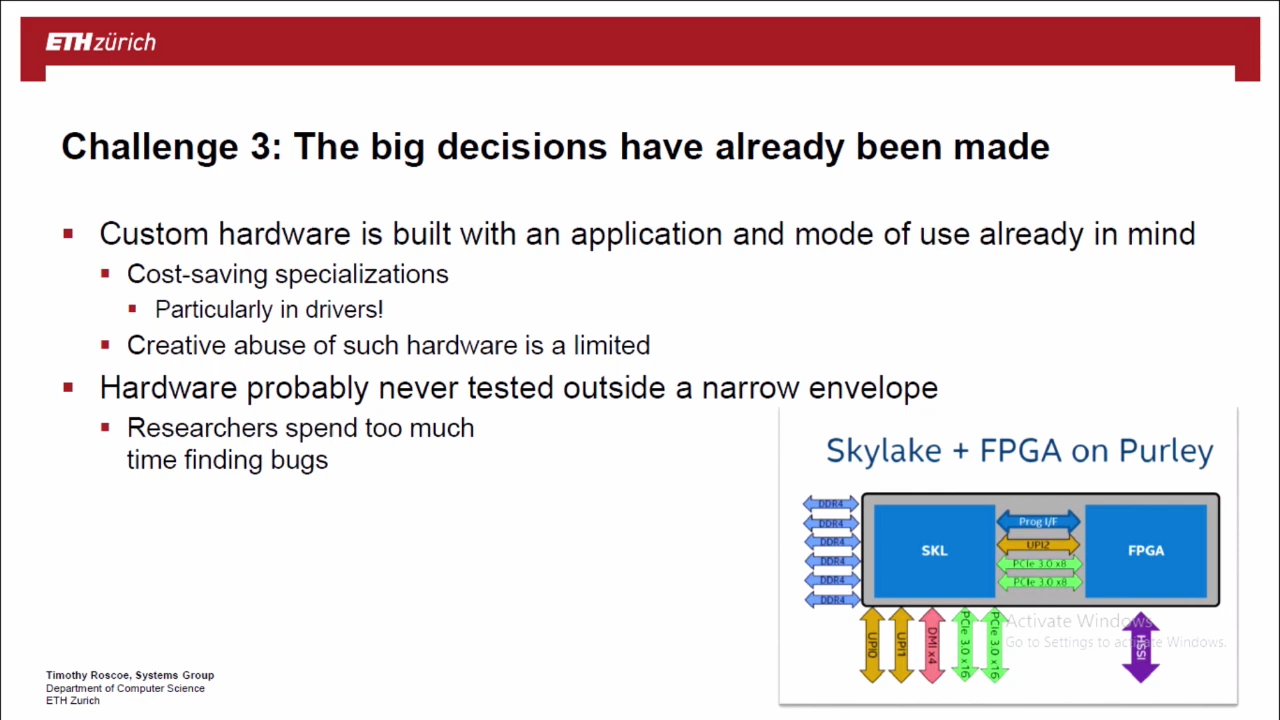 ETH zürich
Challenge 3: The big decisions have already been made
Custom hardware is built with an application and mode of use already in mind
Cost-saving specializations
Particularly in drivers!
Creative abuse of such hardware is a limited
Hardware probably never tested outside a narrow envelope
Researchers spend too much
time finding bugs
Skylake + FPGA on Purley
DDR4
DDR4
DDR4
DDR4
DDR4
DDR4
SKL
Prog I/F
UPI2
PCIe 3.0 x8
PCIe 3.0 x8
FPGA
UPI0
UPI1
DMI x4
PCIe 3.0 x16
PCIe 3.0 x16
HSSI
Activate Windows
Go to Settings to activate Windows.
Timothy Roscoe, Systems Group
Department of Computer Science
ETH Zurich